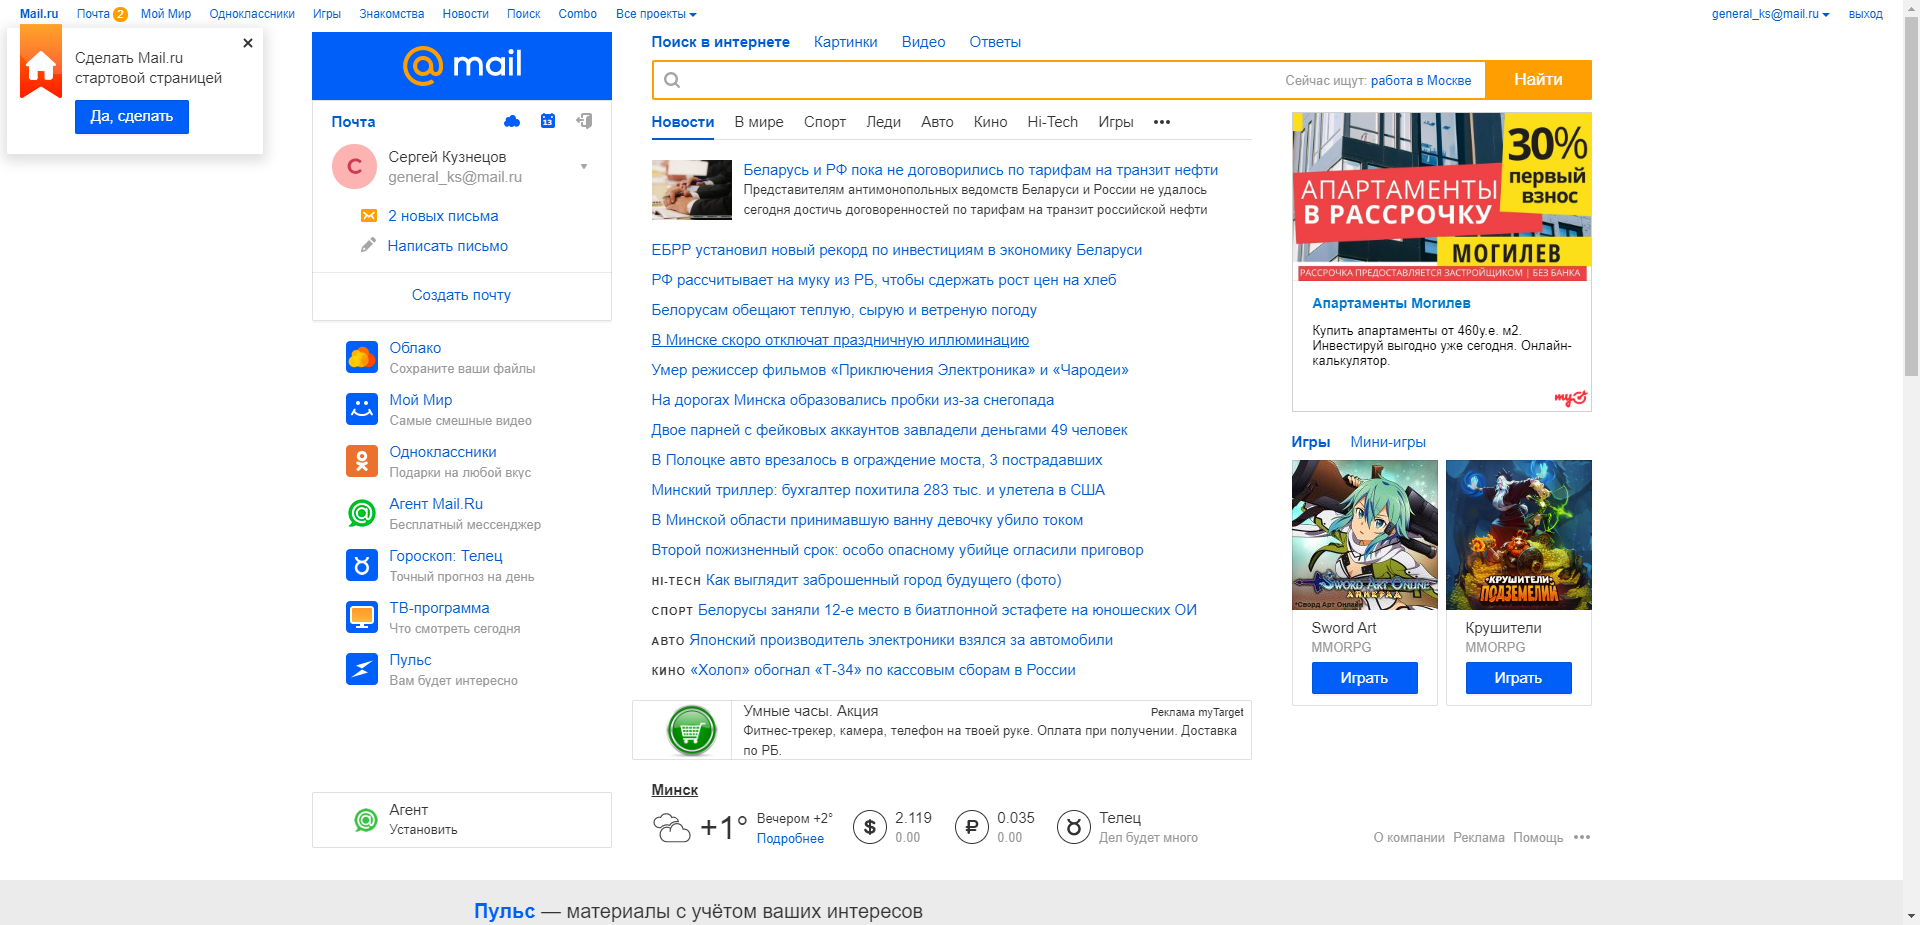 Mail.ru Почта 2 Мой Мир Одноклассники Игры Знакомства Новости Поиск Combo Все проекты
general_ks@mail.ru выход
Сделать Mail.ru
стартовой страницей
Да, сделать
mail
Почта
13
С
Сергей Кузнецов
general_ks@mail.ru
2 новых письма
Написать письмо
Создать почту
Облако
Сохраните ваши файлы
Мой Мир
Самые смешные видео
Одноклассники
Подарки на любой вкус
Агент Mail.Ru
Бесплатный мессенджер
Гороскоп: Телец
Точный прогноз на день
ТВ-программа
Что смотреть сегодня
Пульс
Вам будет интересно
Агент
Установить
Поиск в интернете Картинки Видео Ответы
Сейчас ищут: работа в Москве
Найти
Новости В мире Спорт Леди Авто Кино Hi-Tech Игры
Беларусь и РФ пока не договорились по тарифам на транзит нефти
Представителям антимонопольных ведомств Беларуси и России не удалось
сегодня достичь договоренностей по тарифам на транзит российской нефти
ЕБРР установил новый рекорд по инвестициям в экономику Беларуси
РФ рассчитывает на муку из РБ, чтобы сдержать рост цен на хлеб
Белорусам обещают теплую, сырую и ветреную погоду
В Минске скоро отключат праздничную иллюминацию
Умер режиссер фильмов «Приключения Электроника» и «Чародеи»
На дорогах Минска образовались пробки из-за снегопада
Двое парней с фейковых аккаунтов завладели деньгами 49 человек
В Полоцке авто врезалось в ограждение моста, 3 пострадавших
Минский триллер: бухгалтер похитила 283 тыс. и улетела в США
В Минской области принимавшую ванну девочку убило током
Второй пожизненный срок: особо опасному убийце огласили приговор
HI-TECH Как выглядит заброшенный город будущего (фото)
СПОРТ Белорусы заняли 12-е место в биатлонной эстафете на юношеских ОИ
АВТО Японский производитель электроники взялся за автомобили
КИНО «Холоп» обогнал «Т-34» по кассовым сборам в России
Умные часы. Акция
Реклама myTarget
Фитнес-трекер, камера, телефон на твоей руке. Оплата при получении. Доставка
по РБ.
Минск
+1°
Вечером +2°
Подробнее
$
2.119
0.00
₽
0.035
0.00
Телец
Дел будет много
30%
первый
взнос
АПАРТАМЕНТЫ
В РАССРОЧКУ
МОГИЛЕВ
РАССРОЧКА ПРЕДОСТАВЛЯЕТСЯ ЗАСТРОЙЩИКОМ | БЕЗ БАНКА
Апартаменты Могилев
Купить апартаменты от 460у.е. м2.
Инвестируй выгодно уже сегодня. Онлайн-
калькулятор.
my
Игры Мини-игры
SWORD ART ONLINE
АЙНГРАД
*Сворд Арт Онлайн
Sword Art
MMORPG
Играть
КРУШИТЕЛИ
ПОДЗЕМЕЛИЙ
Крушители
MMORPG
Играть
О компании Реклама Помощь
Пульс — материалы с учётом ваших интересов